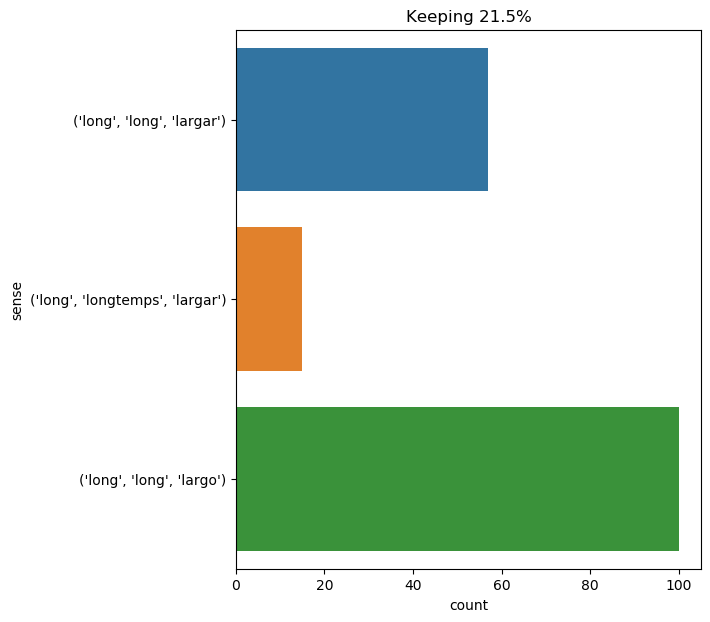 Keeping 21.5%
('long', 'long', 'largar')
('long', 'longtemps', 'largar')
('long', 'long', 'largo')
sense
0 20 40 60 80 100
count